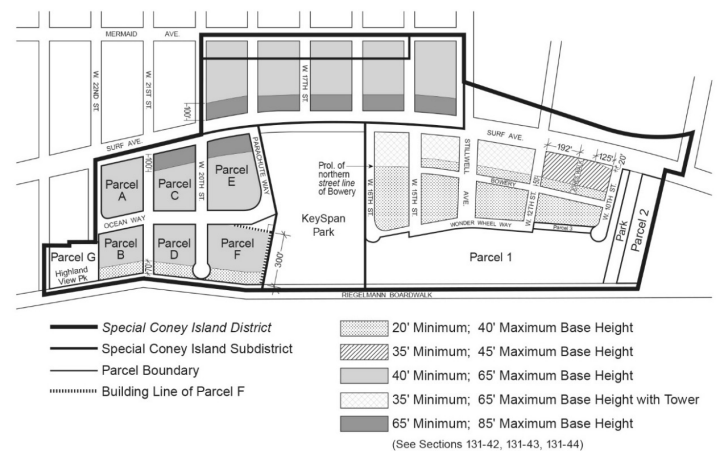 MERMAID AVE.
W. 22ND ST.
W. 21ST ST.
W. 17TH ST.
100'
SURF AVE.
100'
W. 20TH ST.
PARACHUTE WAY
Parcel
A
Parcel
C
Parcel
E
OCEAN WAY
Parcel G
Highland
View Pk
Parcel
B
70'
Parcel
D
Parcel
F
300'
KeySpan
Park
Prol. of
northern
street line
of Bowery
W. 16TH ST.
W. 15TH ST.
STILLWELL
AVE.
SURF AVE.
BOWERY
WONDER WHEEL WAY
W. 12TH ST.
192'
125'
20'
W. 10TH ST.
Parcel 3
Park
Parcel 2
Parcel 1
RIEGELMANN BOARDWALK
Special Coney Island District
Special Coney Island Subdistrict
Parcel Boundary
Building Line of Parcel F
20' Minimum; 40' Maximum Base Height
35' Minimum; 45' Maximum Base Height
40' Minimum; 65' Maximum Base Height
35' Minimum; 65' Maximum Base Height with Tower
65' Minimum; 85' Maximum Base Height
(See Sections 131-42, 131-43, 131-44)